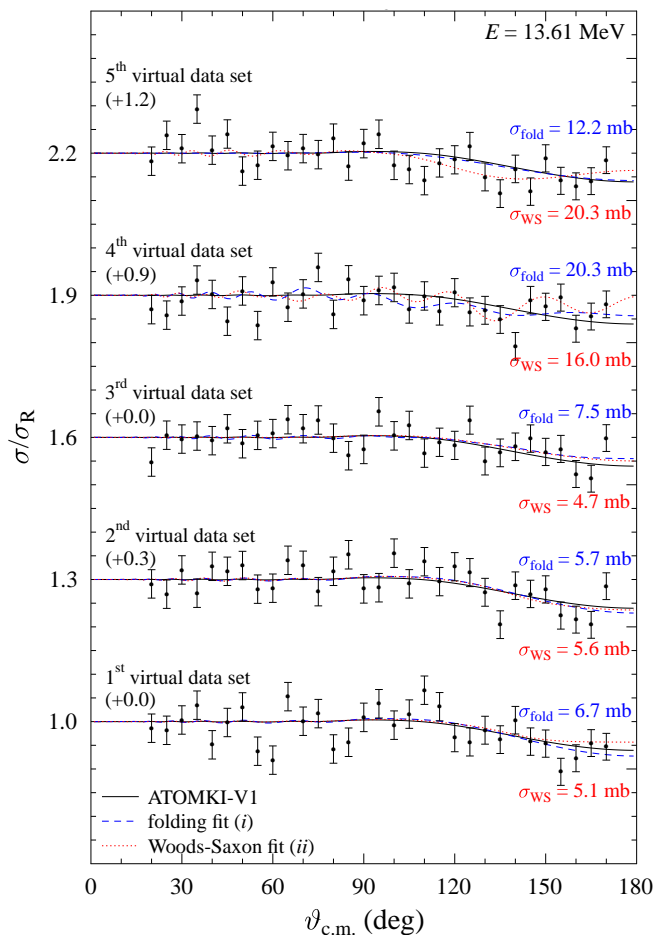 E = 13.61 MeV
5th virtual data set
(+1.2)
σfold = 12.2 mb
2.2
σWS = 20.3 mb
4th virtual data set
(+0.9)
σfold = 20.3 mb
1.9
σWS = 16.0 mb
3rd virtual data set
(+0.0)
σfold = 7.5 mb
σ/σR
1.6
σWS = 4.7 mb
2nd virtual data set
(+0.3)
σfold = 5.7 mb
1.3
σWS = 5.6 mb
1st virtual data set
(+0.0)
σfold = 6.7 mb
1.0
σWS = 5.1 mb
ATOMKI-V1
folding fit (i)
Woods-Saxon fit (ii)
0 30 60 90 120 150 180
ϑc.m. (deg)